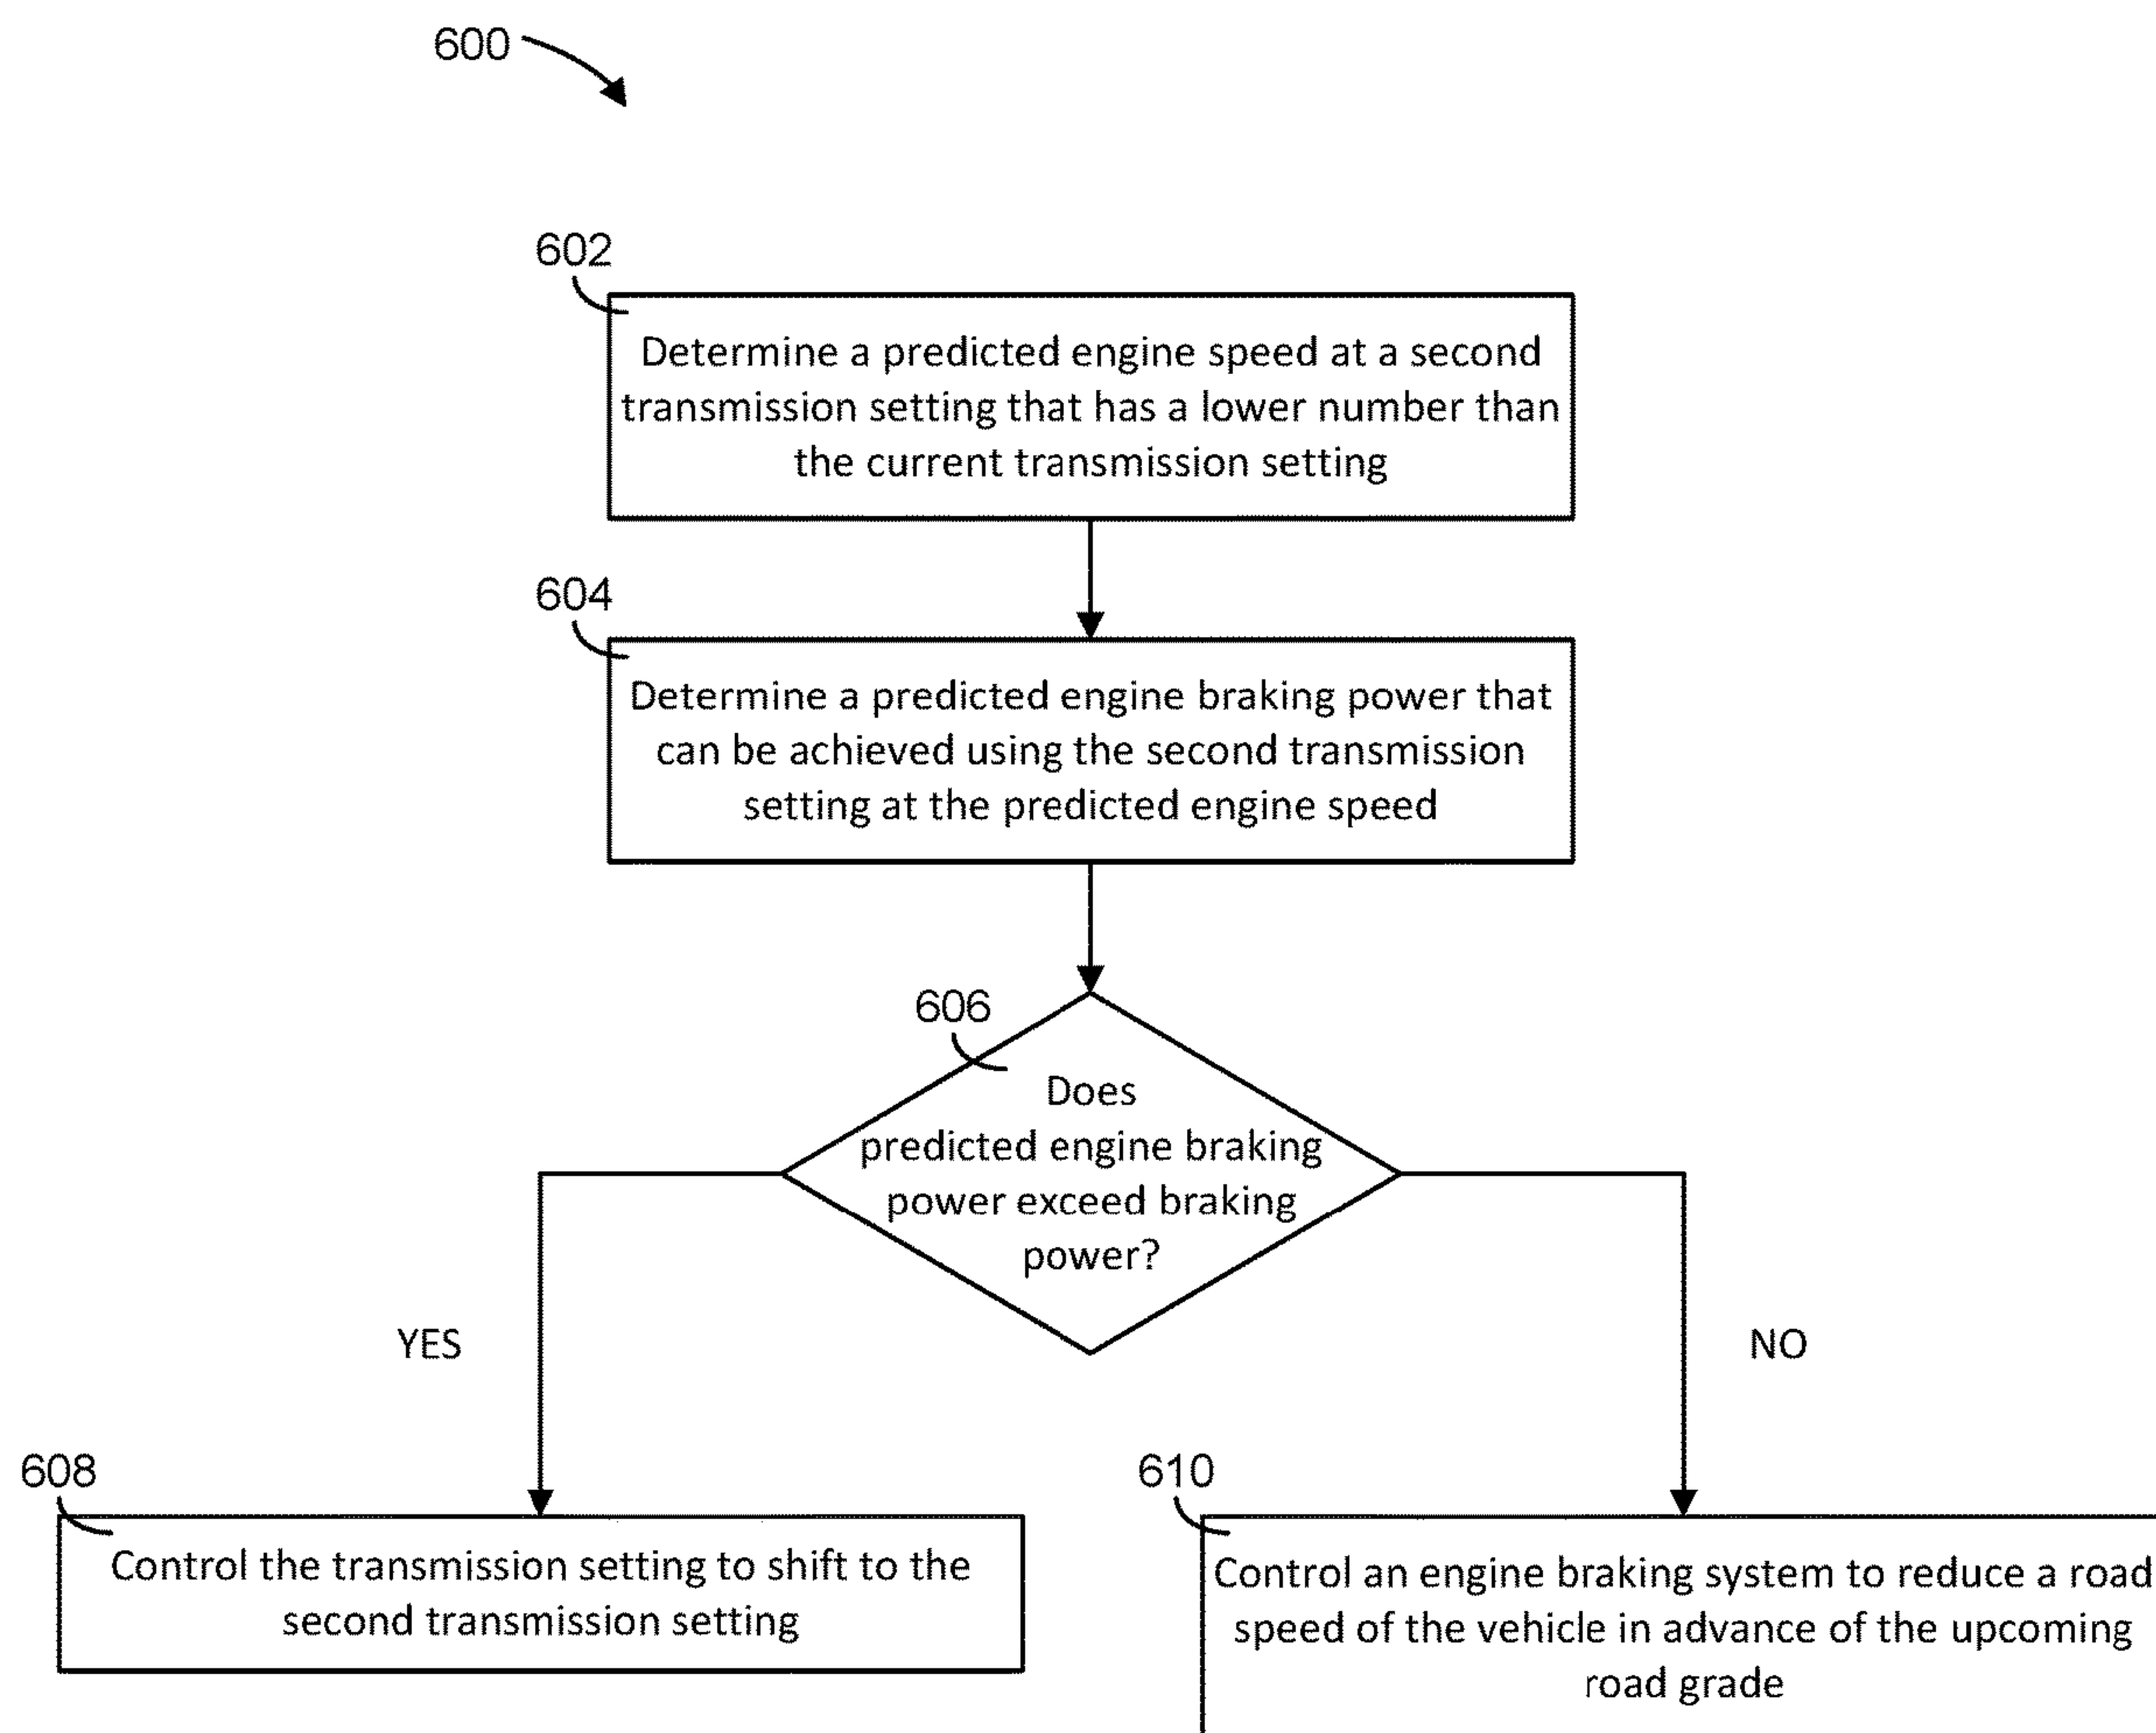 600
602
Determine a predicted engine speed at a second
transmission setting that has a lower number than
the current transmission setting
604
Determine a predicted engine braking power that
can be achieved using the second transmission
setting at the predicted engine speed
606
Does
predicted engine braking
power exceed braking
power?
YES
NO
608
Control the transmission setting to shift to the
second transmission setting
610
Control an engine braking system to reduce a road
speed of the vehicle in advance of the upcoming
road grade